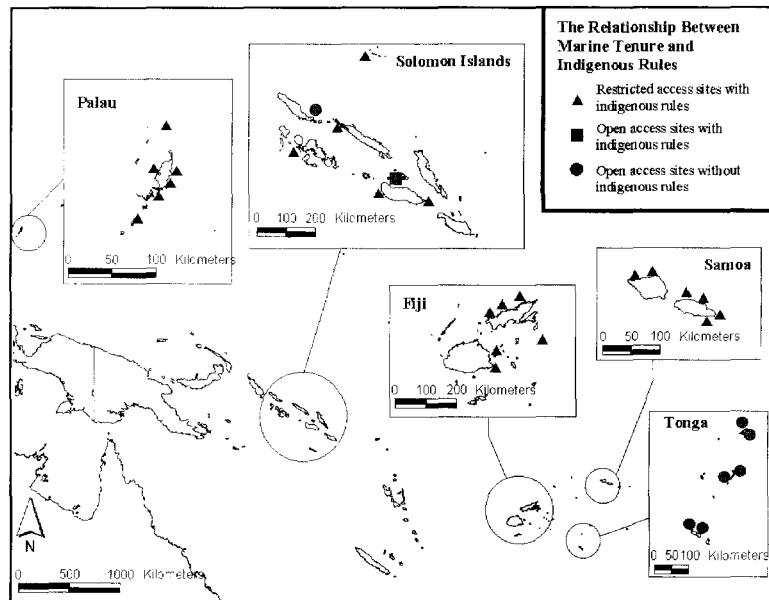 The Relationship Between
Marine Tenure and
Indigenous Rules
Restricted access sites with
indigenous rules
Open access sites with
indigenous rules
Open access sites without
indigenous rules
Solomon Islands
0 100 200 Kilometers
Palau
0 50 100 Kilometers
Samoa
0 50 100 Kilometers
Fiji
0 100 200 Kilometers
Tonga
0 50 100 Kilometers
N
0 500 1000 Kilometers